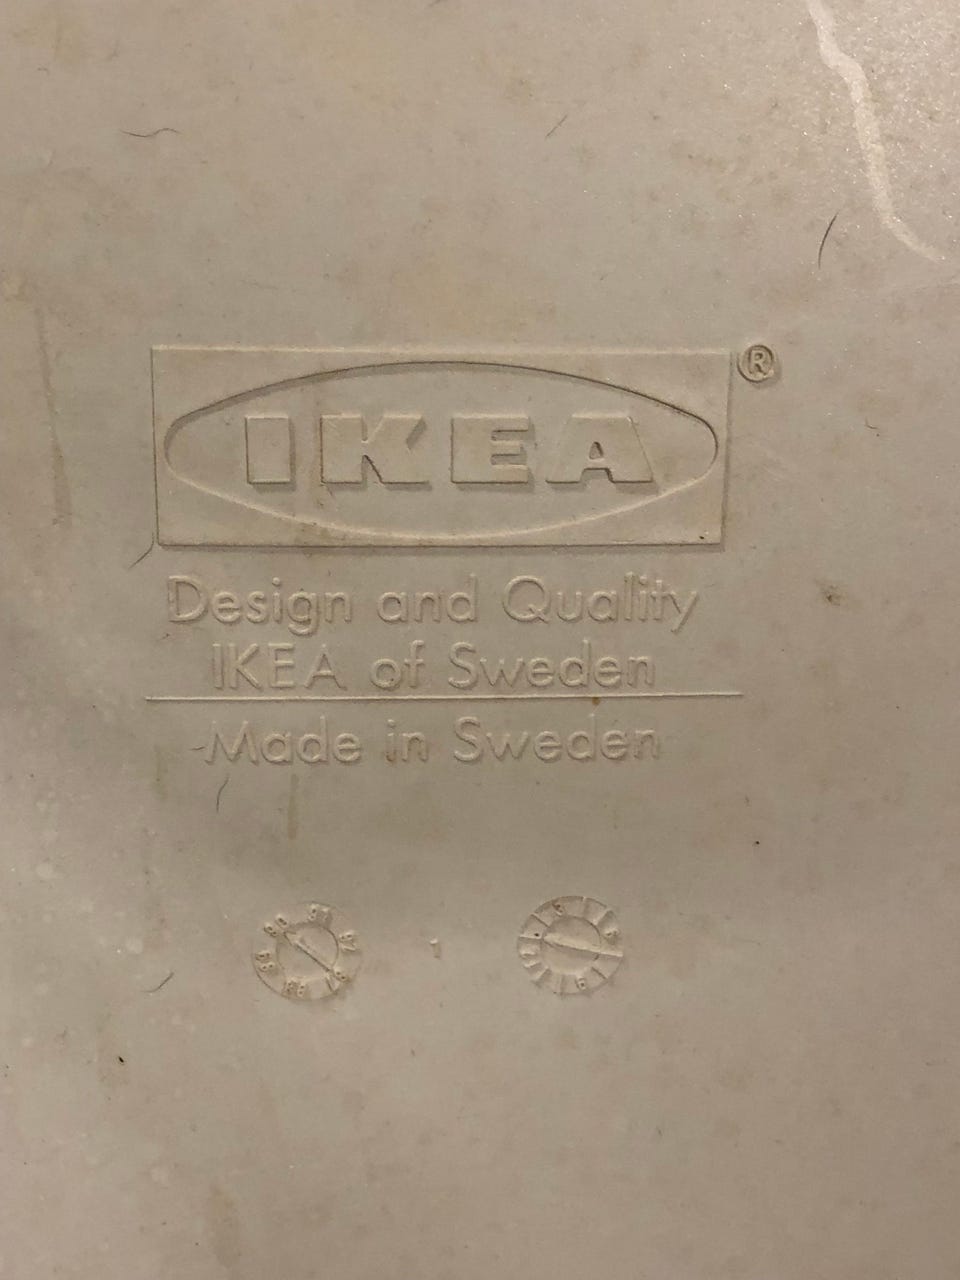 IKEA ®
Design and Quality
IKEA of Sweden
Made in Sweden